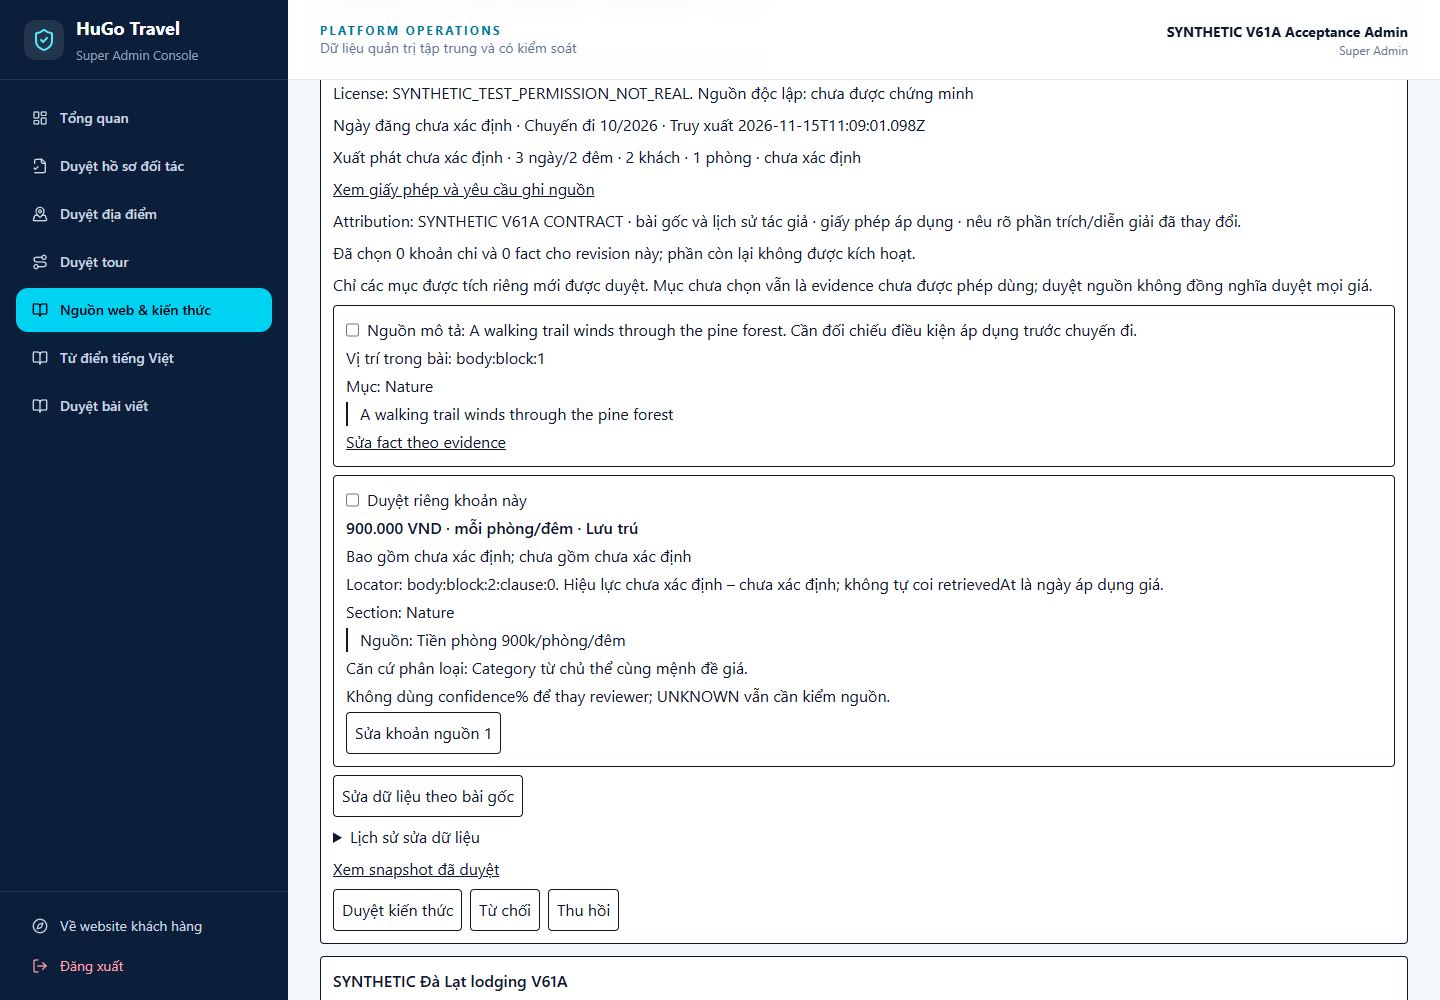 HuGo Travel
Super Admin Console
Tổng quan
Duyệt hồ sơ đối tác
Duyệt địa điểm
Duyệt tour
Nguồn web & kiến thức
Từ điển tiếng Việt
Duyệt bài viết
Về website khách hàng
Đăng xuất
PLATFORM OPERATIONS
Dữ liệu quản trị tập trung và có kiểm soát
SYNTHETIC V61A Acceptance Admin
Super Admin
License: SYNTHETIC_TEST_PERMISSION_NOT_REAL. Nguồn độc lập: chưa được chứng minh
Ngày đăng chưa xác định · Chuyến đi 10/2026 · Truy xuất 2026-11-15T11:09:01.098Z
Xuất phát chưa xác định · 3 ngày/2 đêm · 2 khách · 1 phòng · chưa xác định
Xem giấy phép và yêu cầu ghi nguồn
Attribution: SYNTHETIC V61A CONTRACT · bài gốc và lịch sử tác giả · giấy phép áp dụng · nêu rõ phần trích/diễn giải đã thay đổi.
Đã chọn 0 khoản chi và 0 fact cho revision này; phần còn lại không được kích hoạt.
Chỉ các mục được tích riêng mới được duyệt. Mục chưa chọn vẫn là evidence chưa được phép dùng; duyệt nguồn không đồng nghĩa duyệt mọi giá.
Nguồn mô tả: A walking trail winds through the pine forest. Cần đối chiếu điều kiện áp dụng trước chuyến đi.
Vị trí trong bài: body:block:1
Mục: Nature
A walking trail winds through the pine forest
Sửa fact theo evidence
Duyệt riêng khoản này
900.000 VND · mỗi phòng/đêm · Lưu trú
Bao gồm chưa xác định; chưa gồm chưa xác định
Locator: body:block:2:clause:0. Hiệu lực chưa xác định – chưa xác định; không tự coi retrievedAt là ngày áp dụng giá.
Section: Nature
Nguồn: Tiền phòng 900k/phòng/đêm
Căn cứ phân loại: Category từ chủ thể cùng mệnh đề giá.
Không dùng confidence% để thay reviewer; UNKNOWN vẫn cần kiểm nguồn.
Sửa khoản nguồn 1
Sửa dữ liệu theo bài gốc
Lịch sử sửa dữ liệu
Xem snapshot đã duyệt
Duyệt kiến thức
Từ chối
Thu hồi
SYNTHETIC Đà Lạt lodging V61A